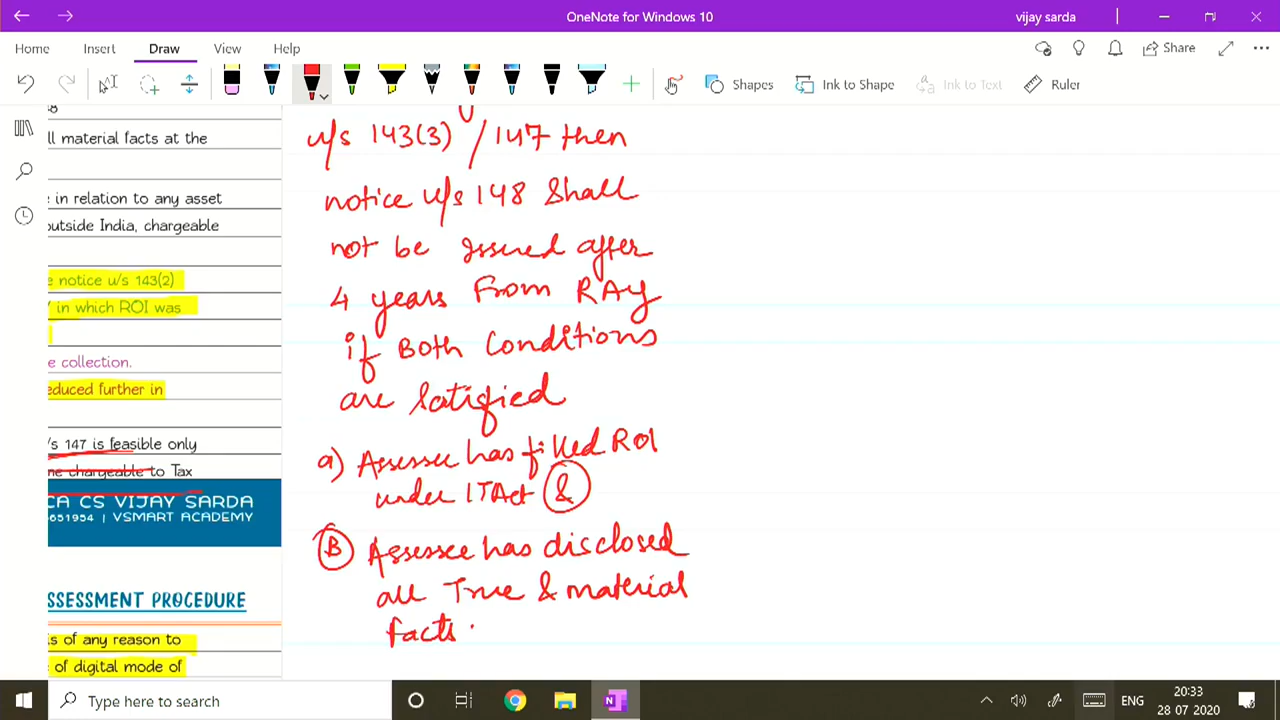 OneNote for Windows 10
vijay sarda
Home
Insert
Draw
View
Help
Share
Shapes
Ink to Shape
Ink to Text
Ruler
ll material facts at the
e in relation to any asset
outside India, chargeable
e notice u/s 143(2)
in which ROI was
e collection.
educed further in
/s 147 is feasible only
me chargeable to Tax
CA CS VIJAY SARDA
651954 | VSMART ACADEMY
SSESSMENT PROCEDURE
s of any reason to
of digital mode of
u/s 143(3) / 147 then
notice u/s 148 Shall
not be issued after
4 years From RAY
if BOTH Conditions
are satisfied
a) Assessee has filed ROI
under ITAct &
B Assessee has disclosed
all True & material
facts.
Type here to search
ENG
20:33
28-07-2020